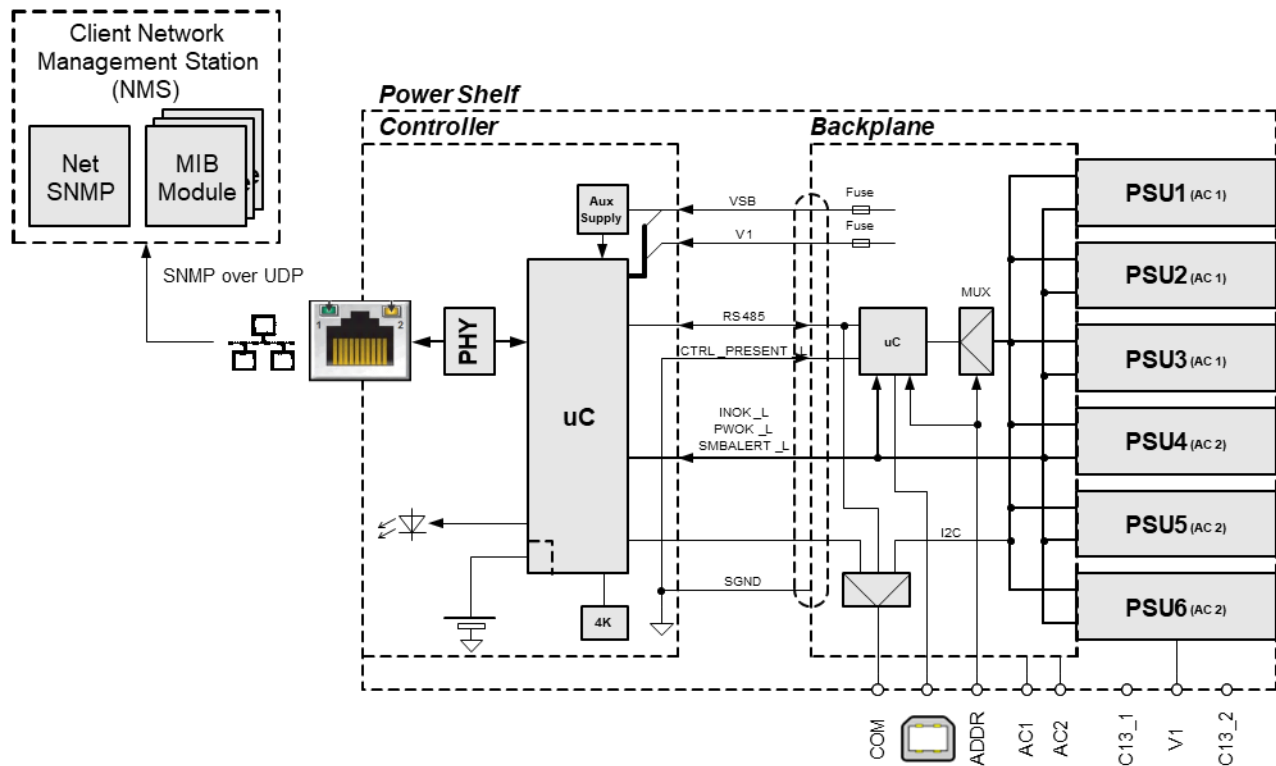 Client Network
Management Station
(NMS)
Net
SNMP
MIB
Module
SNMP over UDP
Power Shelf
Controller
Backplane
Aux
Supply
VSB
Fuse
V1
Fuse
PSU1 (AC 1)
PSU2 (AC 1)
PSU3 (AC 1)
PSU4 (AC 2)
PSU5 (AC 2)
PSU6 (AC 2)
1
2
PHY
uC
RS485
CTRL_PRESENT_L
uC
MUX
INOK_L
PWOK_L
SMBALERT_L
I2C
SGND
4K
COM
ADDR
AC1
AC2
C13_1
V1
C13_2